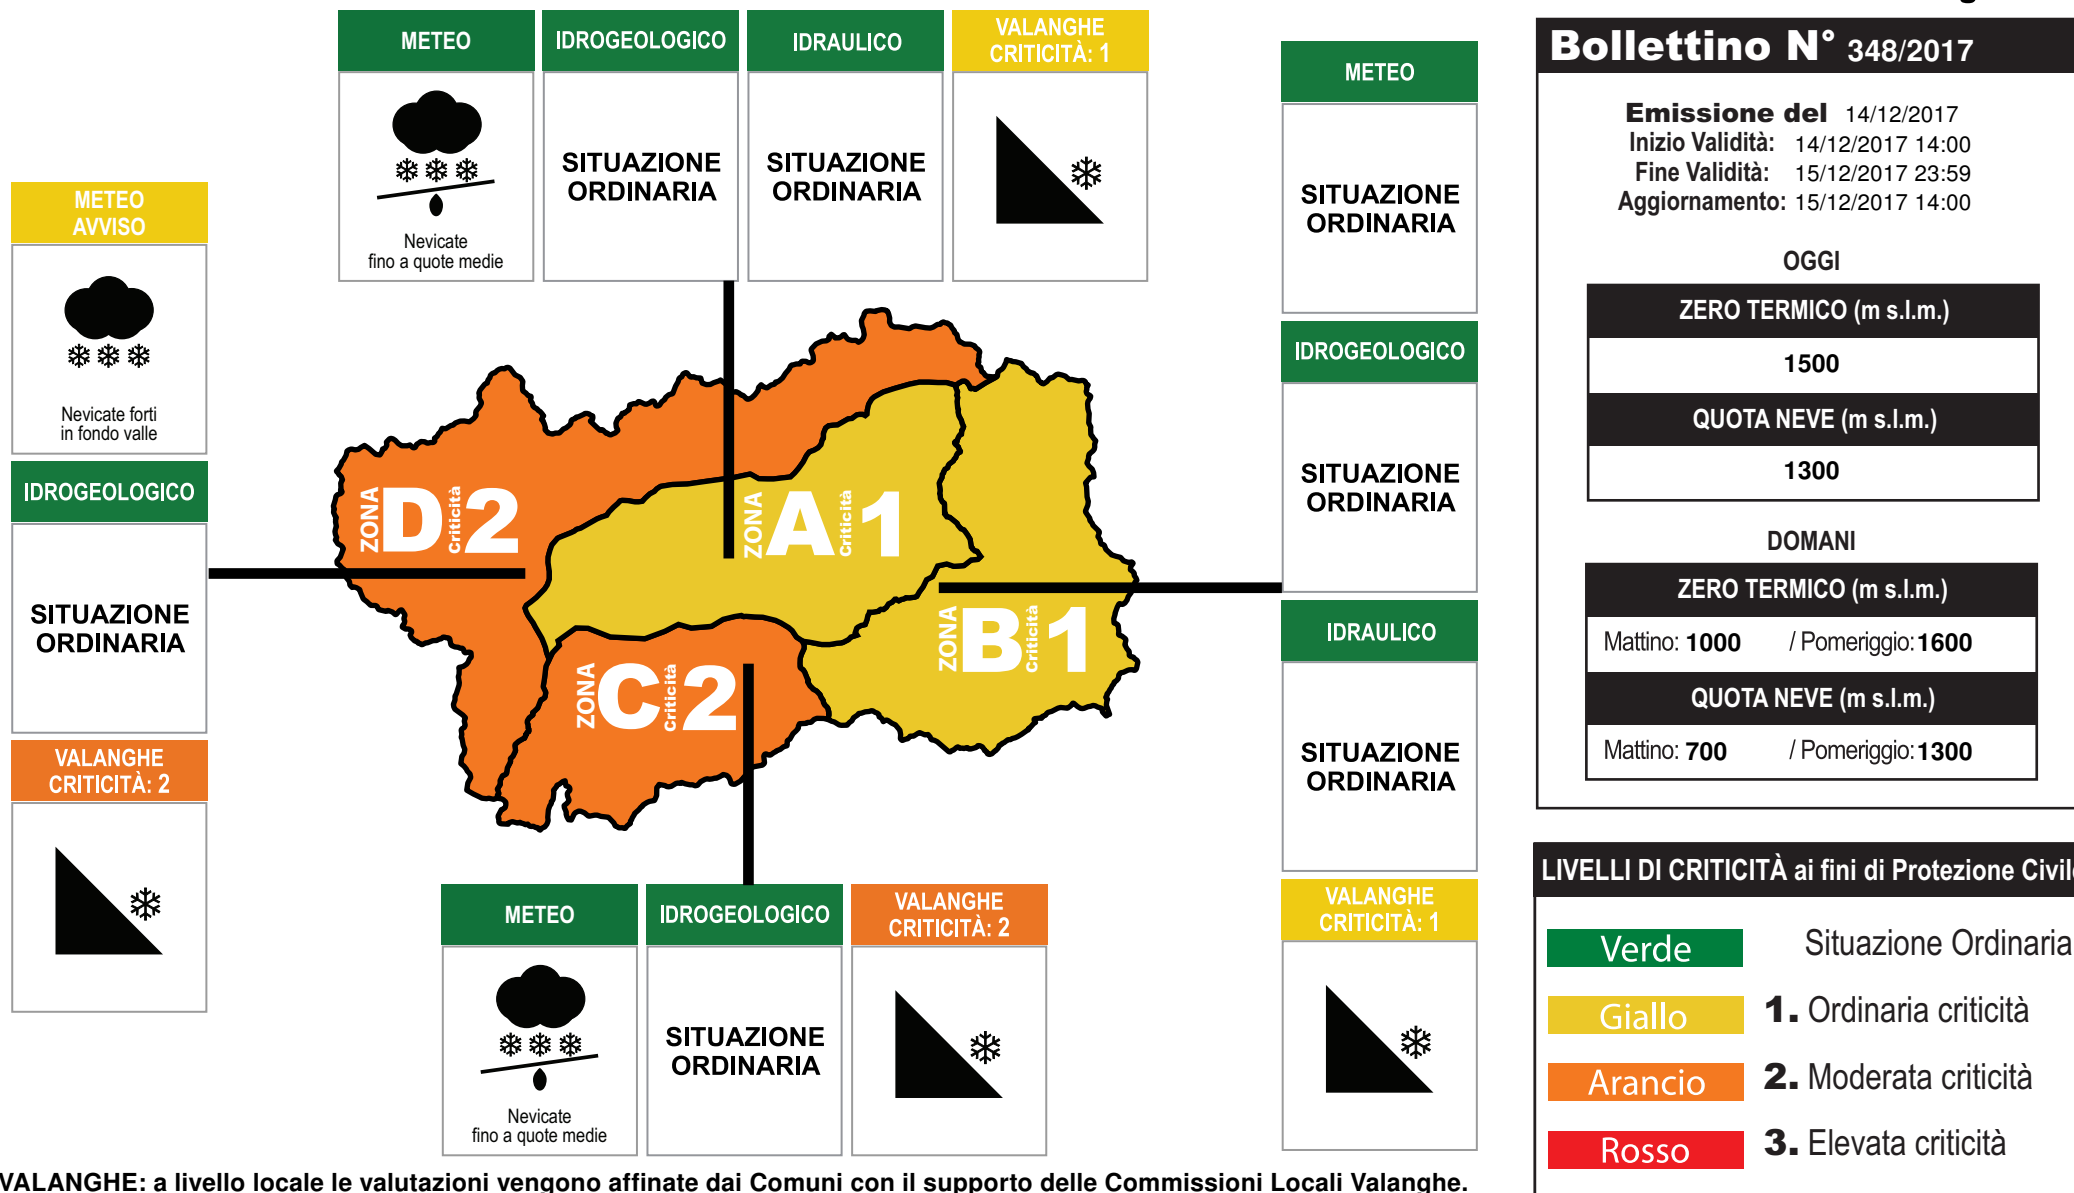 METEO
Nevicate
fino a quote medie
IDROGEOLOGICO
SITUAZIONE
ORDINARIA
IDRAULICO
SITUAZIONE
ORDINARIA
VALANGHE
CRITICITÀ: 1
METEO
AVVISO
Nevicate forti
in fondo valle
IDROGEOLOGICO
SITUAZIONE
ORDINARIA
VALANGHE
CRITICITÀ: 2
ZONA D Criticità 2
ZONA A Criticità 1
ZONA B Criticità 1
ZONA C Criticità 2
METEO
Nevicate
fino a quote medie
IDROGEOLOGICO
SITUAZIONE
ORDINARIA
VALANGHE
CRITICITÀ: 2
METEO
SITUAZIONE
ORDINARIA
IDROGEOLOGICO
SITUAZIONE
ORDINARIA
IDRAULICO
SITUAZIONE
ORDINARIA
VALANGHE
CRITICITÀ: 1
Bollettino N° 348/2017
Emissione del 14/12/2017
Inizio Validità: 14/12/2017 14:00
Fine Validità: 15/12/2017 23:59
Aggiornamento: 15/12/2017 14:00
OGGI
ZERO TERMICO (m s.l.m.)
1500
QUOTA NEVE (m s.l.m.)
1300
DOMANI
ZERO TERMICO (m s.l.m.)
Mattino: 1000 / Pomeriggio: 1600
QUOTA NEVE (m s.l.m.)
Mattino: 700 / Pomeriggio: 1300
LIVELLI DI CRITICITÀ ai fini di Protezione Civile
Verde Situazione Ordinaria
Giallo 1. Ordinaria criticità
Arancio 2. Moderata criticità
Rosso 3. Elevata criticità
VALANGHE: a livello locale le valutazioni vengono affinate dai Comuni con il supporto delle Commissioni Locali Valanghe.